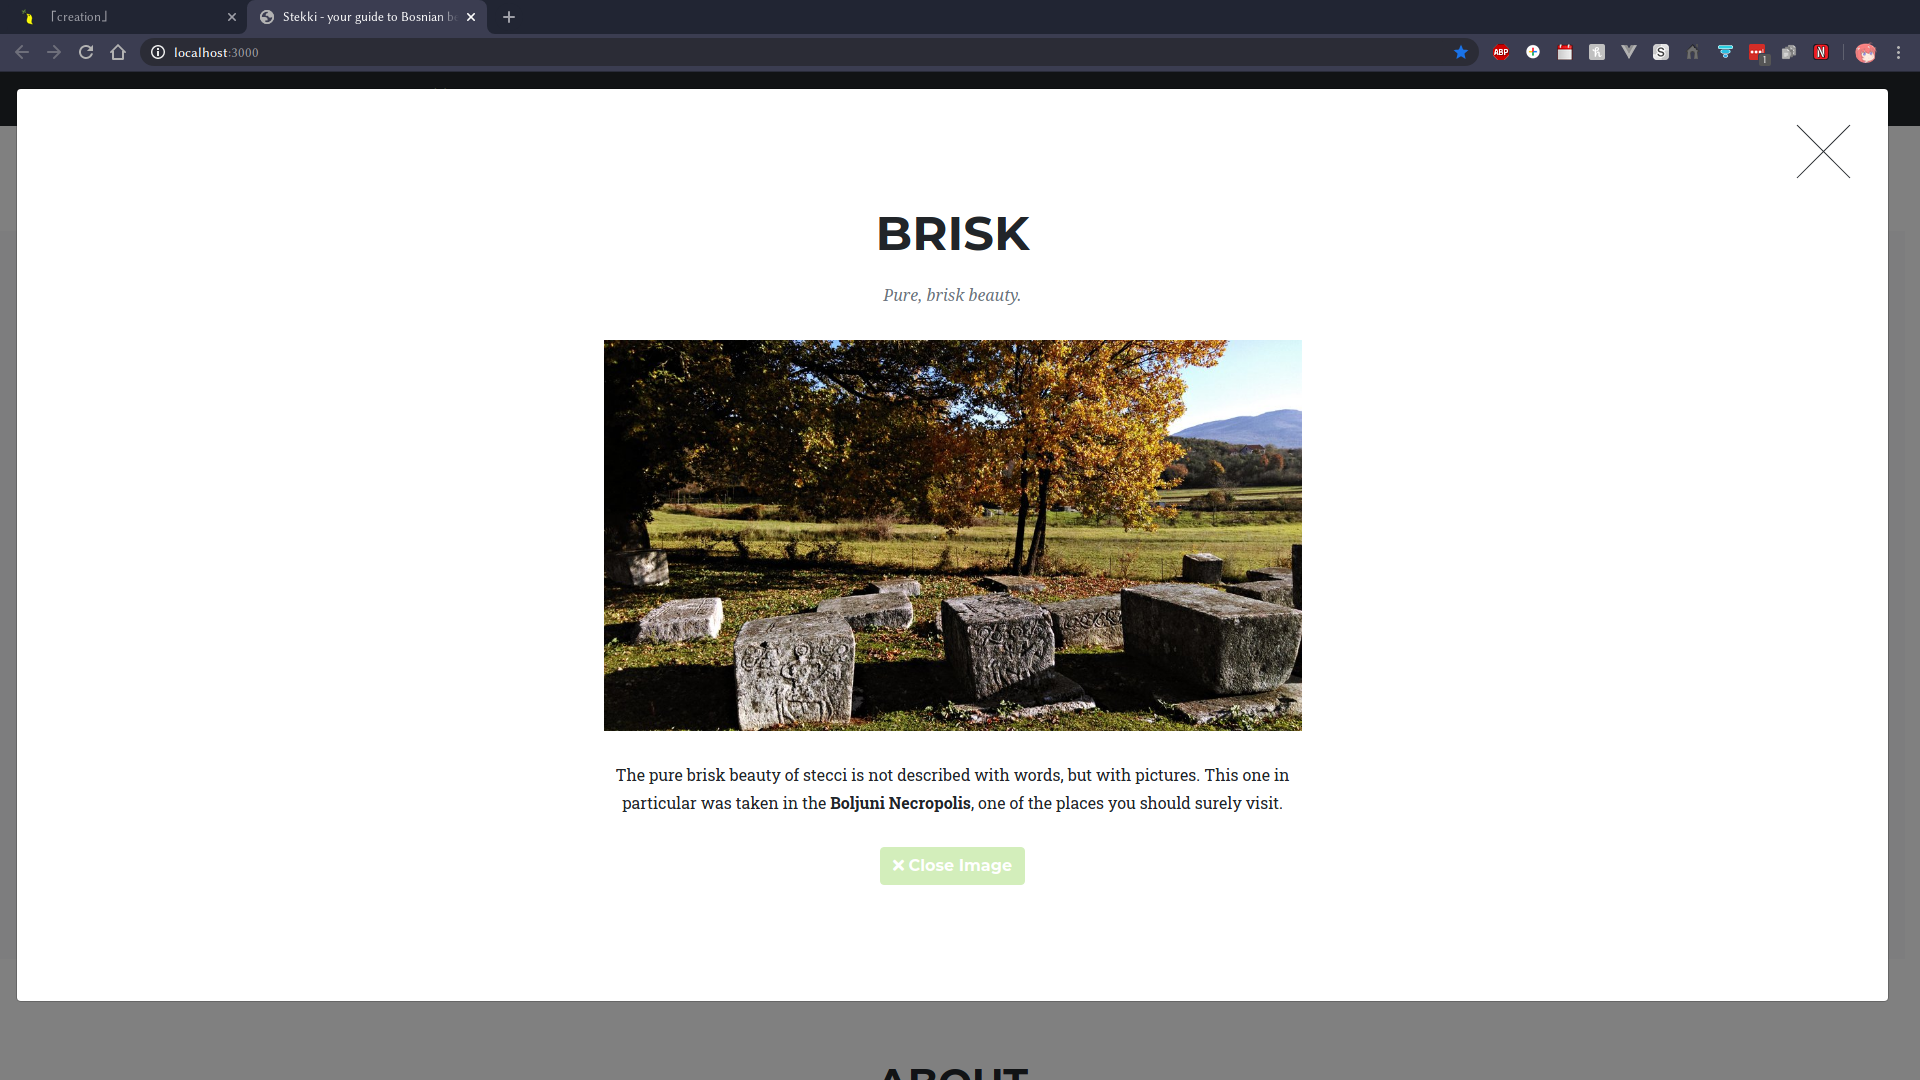 「creation」
Stekki - your guide to Bosnian be
localhost:3000
ABP
S
1
N
BRISK
Pure, brisk beauty.
The pure brisk beauty of stecci is not described with words, but with pictures. This one in
particular was taken in the Boljuni Necropolis, one of the places you should surely visit.
Close Image
ABOUT